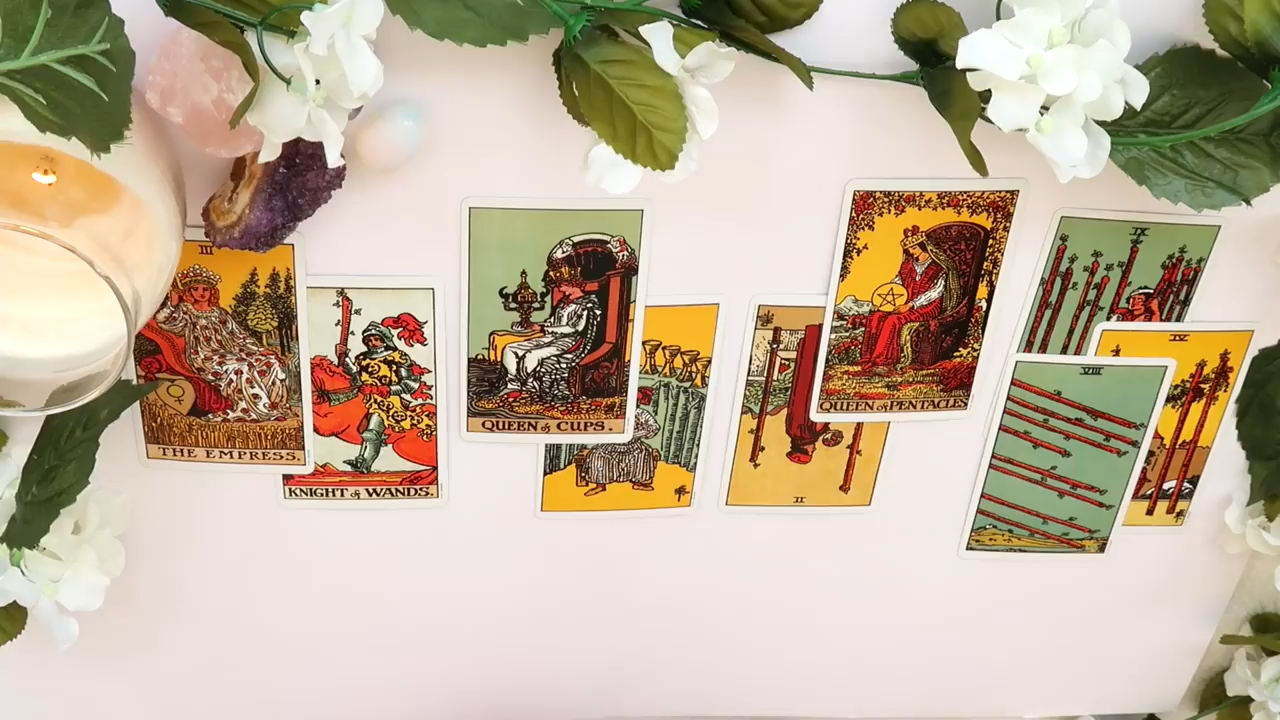 III
THE EMPRESS.
KNIGHT of WANDS.
QUEEN of CUPS.
II
QUEEN of PENTACLES
IX
IV
VIII